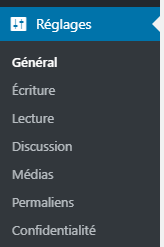 Réglages
Général
Écriture
Lecture
Discussion
Médias
Permaliens
Confidentialité